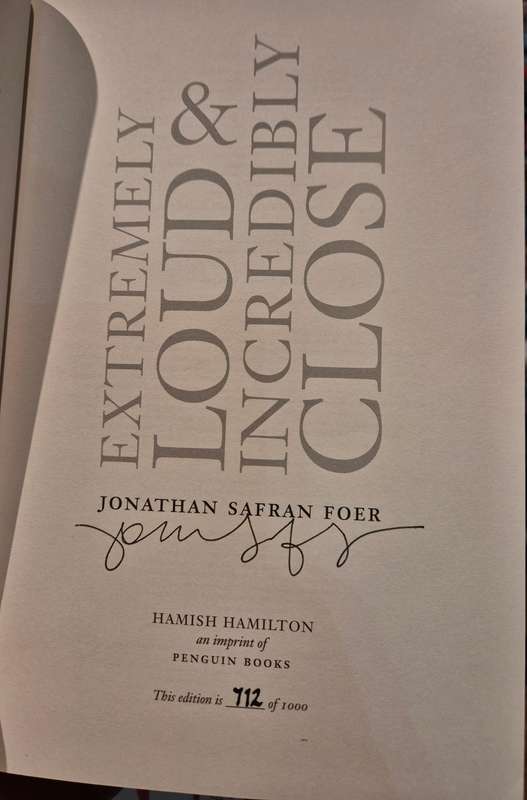 EXTREMELY
LOUD &
INCREDIBLY
CLOSE
JONATHAN SAFRAN FOER
HAMISH HAMILTON
an imprint of
PENGUIN BOOKS
This edition is 712 of 1000